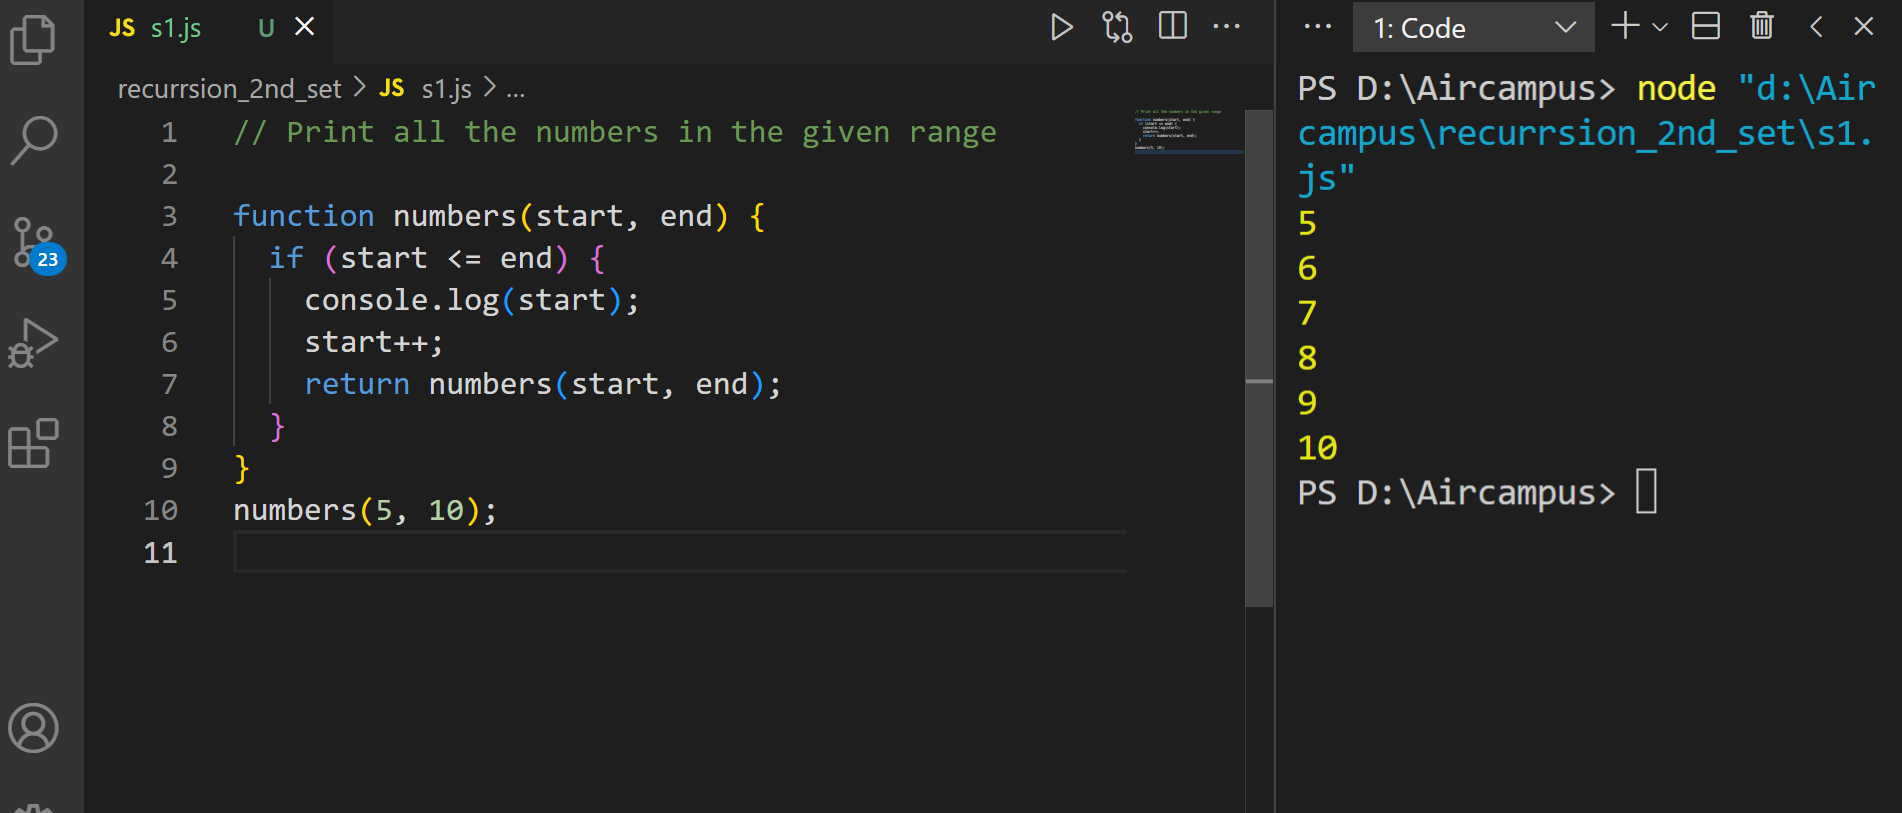 JS s1.js U
recurrsion_2nd_set > JS s1.js > ...
1 // Print all the numbers in the given range
2
3 function numbers(start, end) {
4 if (start <= end) {
5 console.log(start);
6 start++;
7 return numbers(start, end);
8 }
9 }
10 numbers(5, 10);
11
23
1: Code
PS D:\Aircampus> node "d:\Air
campus\recurrsion_2nd_set\s1.
js"
5
6
7
8
9
10
PS D:\Aircampus>